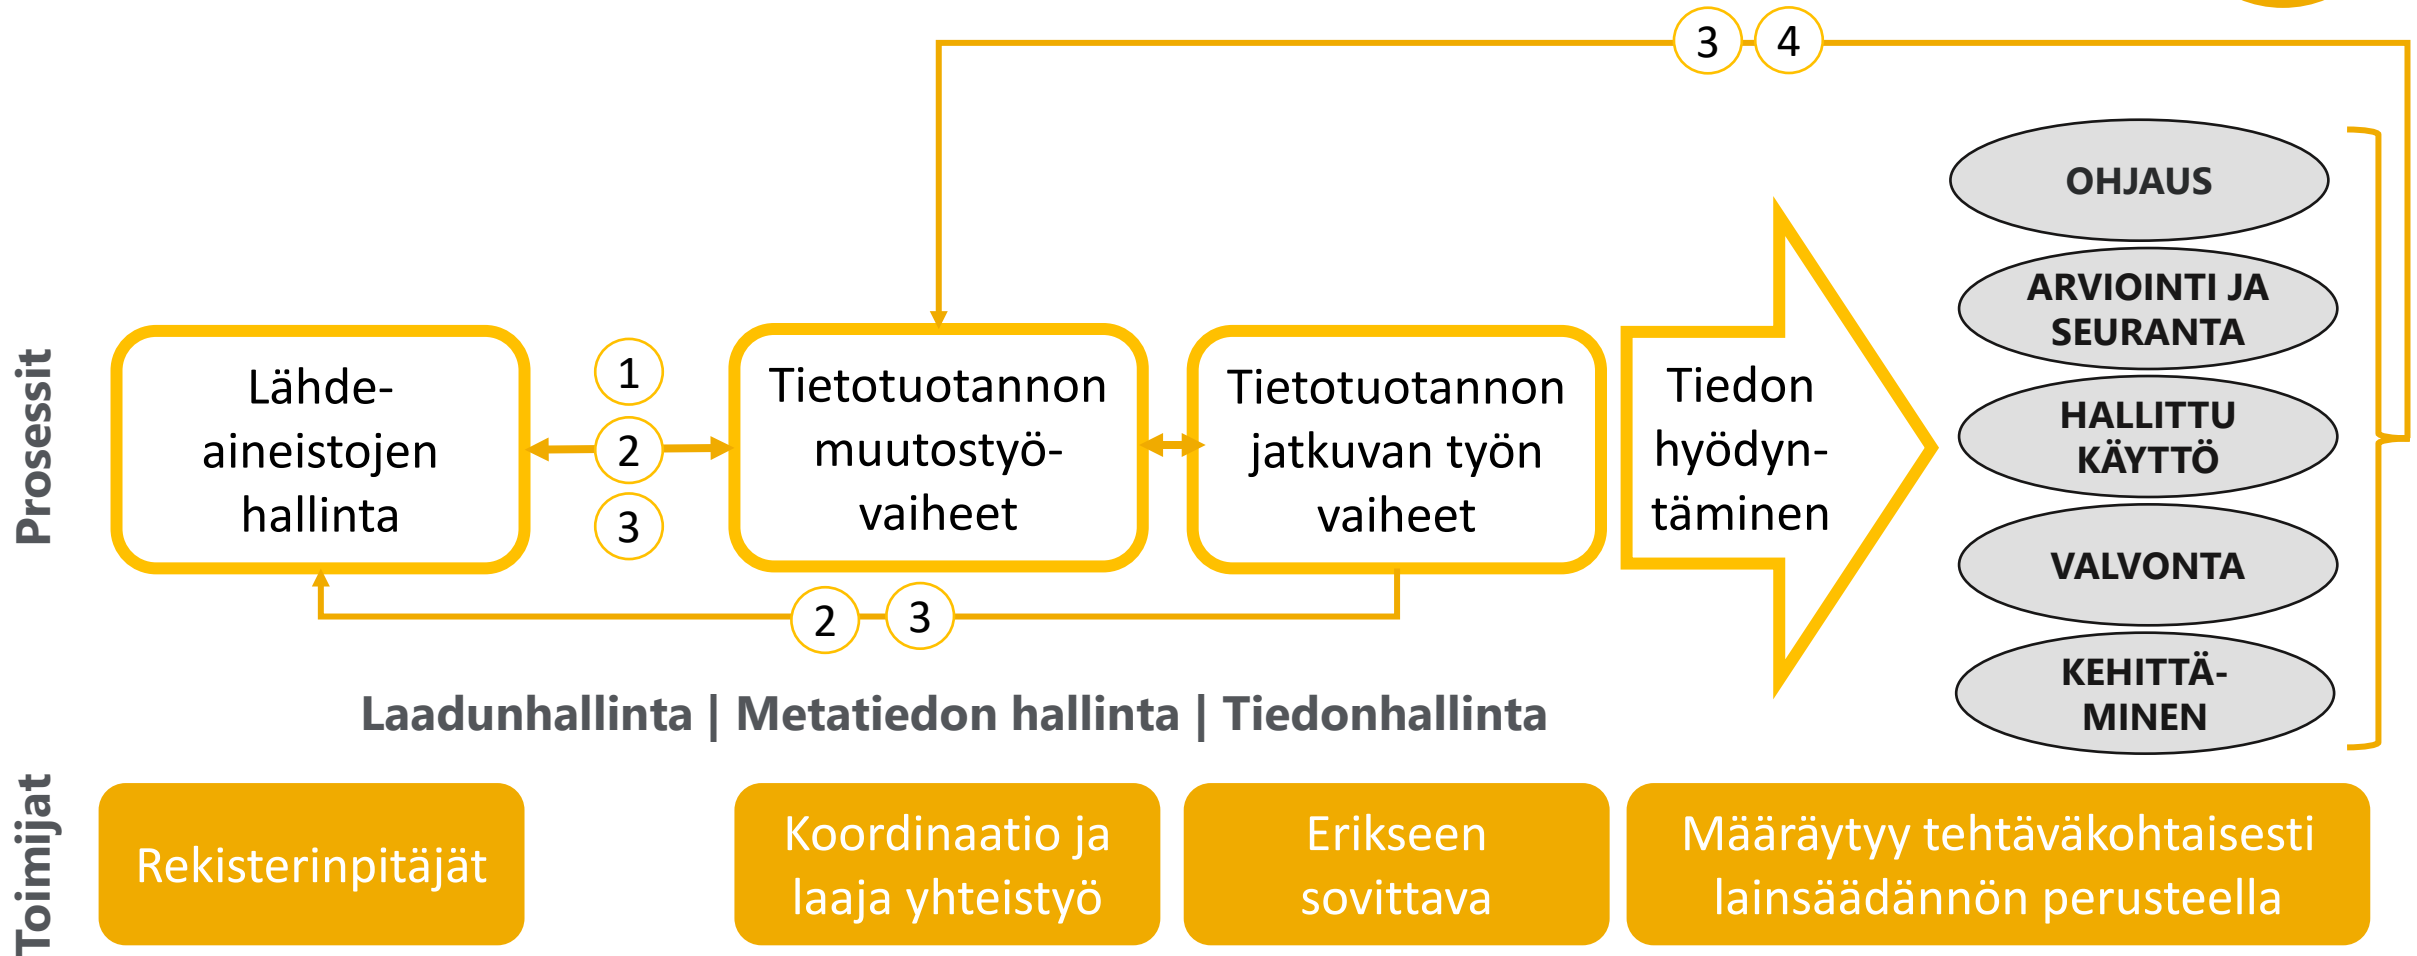 3
4
Prosessit
Lähde-
aineistojen
hallinta
1
2
3
Tietotuotannon
muutostyö-
vaiheet
Tietotuotannon
jatkuvan työn
vaiheet
Tiedon
hyödyn-
täminen
OHJAUS
ARVIOINTI JA
SEURANTA
HALLITTU
KÄYTTÖ
VALVONTA
KEHITTÄ-
MINEN
2
3
Laadunhallinta | Metatiedon hallinta | Tiedonhallinta
Toimijat
Rekisterinpitäjät
Koordinaatio ja
laaja yhteistyö
Erikseen
sovittava
Määräytyy tehtäväkohtaisesti
lainsäädännön perusteella